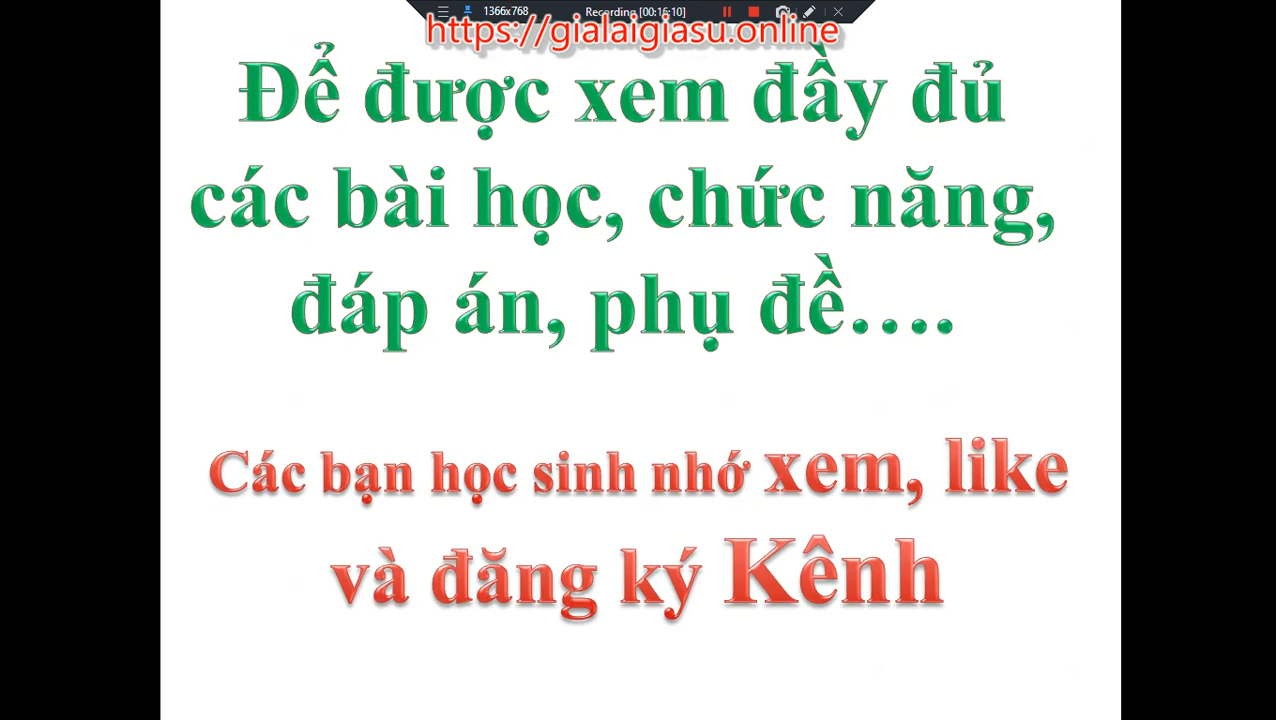 1366x768 Recording [00:16:10]
https://gialaigiasu.online
Để được xem đầy đủ
các bài học, chức năng,
đáp án, phụ đề….
Các bạn học sinh nhớ xem, like
và đăng ký Kênh